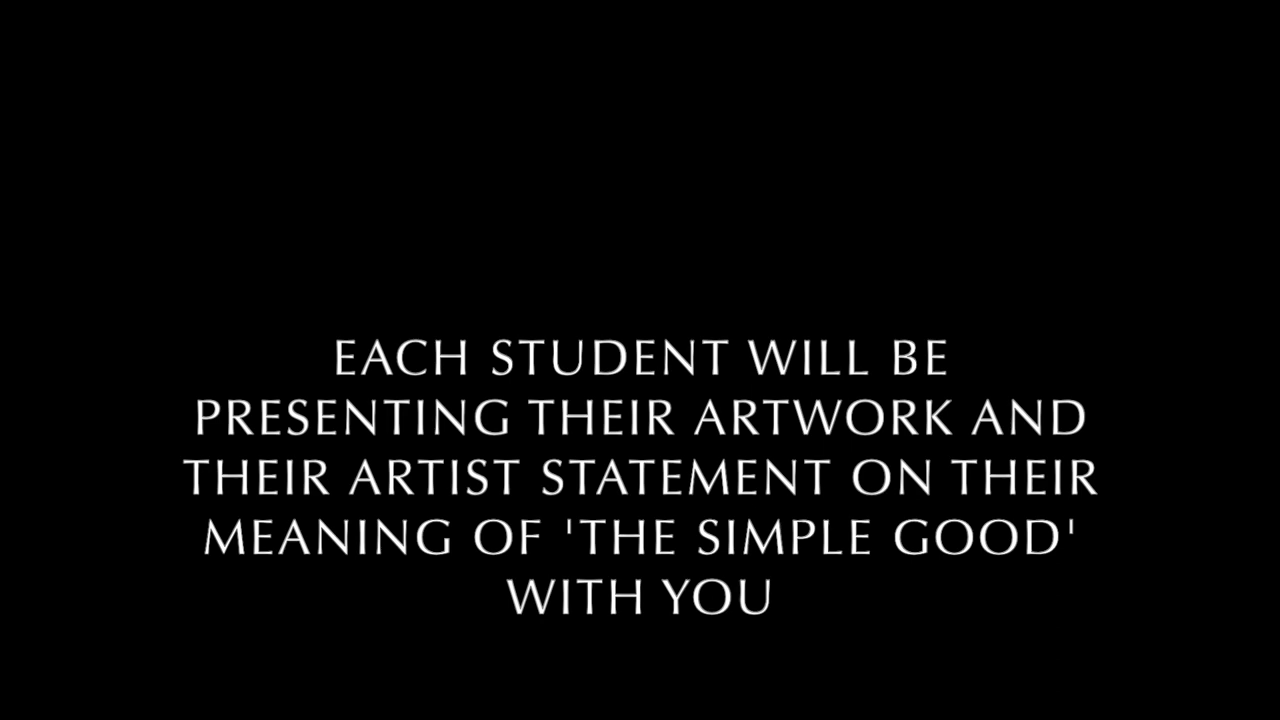 EACH STUDENT WILL BE
PRESENTING THEIR ARTWORK AND
THEIR ARTIST STATEMENT ON THEIR
MEANING OF 'THE SIMPLE GOOD'
WITH YOU